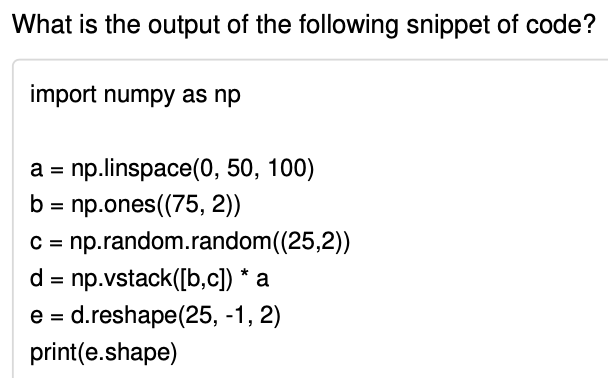 What is the output of the following snippet of code?
import numpy as np
a = np.linspace(0, 50, 100)
b = np.ones((75, 2))
c = np.random.random((25,2))
d = np.vstack([b,c]) * a
e = d.reshape(25, -1, 2)
print(e.shape)